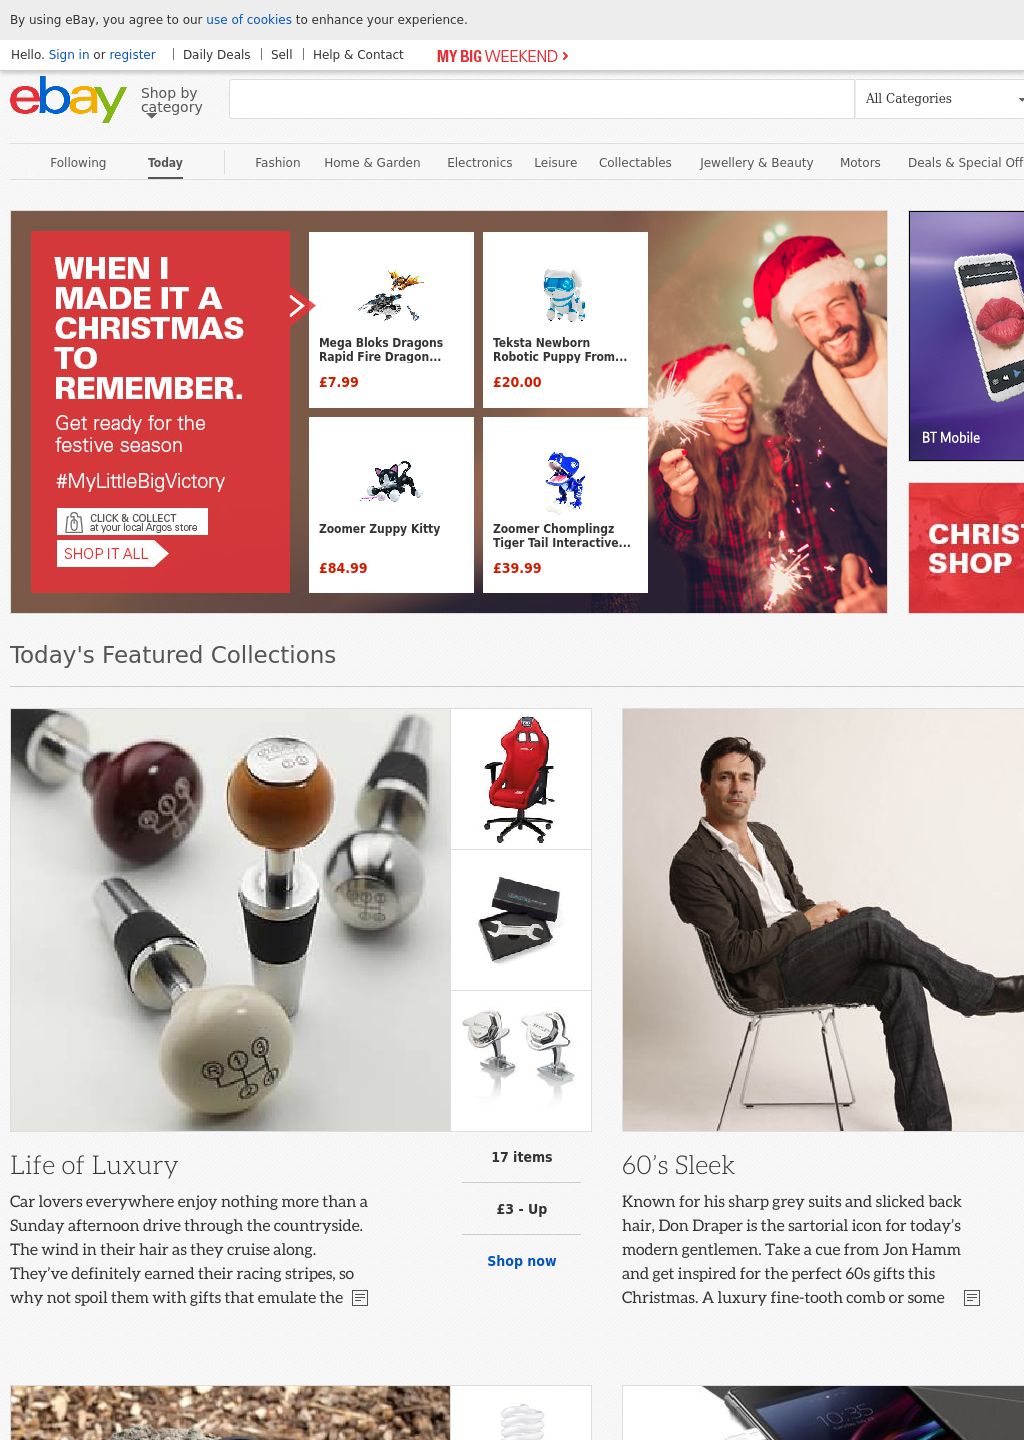 By using eBay, you agree to our use of cookies to enhance your experience.
Hello. Sign in or register
Daily Deals
Sell
Help & Contact
MY BIG WEEKEND
ebay
Shop by
category
All Categories
Following
Today
Fashion
Home & Garden
Electronics
Leisure
Collectables
Jewellery & Beauty
Motors
Deals & Special Off
WHEN I
MADE IT A
CHRISTMAS
TO
REMEMBER.
Get ready for the
festive season
#MyLittleBigVictory
CLICK & COLLECT
at your local Argos store
SHOP IT ALL
Mega Bloks Dragons
Rapid Fire Dragon...
£7.99
Teksta Newborn
Robotic Puppy From...
£20.00
Zoomer Zuppy Kitty
£84.99
Zoomer Chomplingz
Tiger Tail Interactive...
£39.99
BT Mobile
CHRIST
SHOP
Today's Featured Collections
R 1 3
Life of Luxury
Car lovers everywhere enjoy nothing more than a
Sunday afternoon drive through the countryside.
The wind in their hair as they cruise along.
They've definitely earned their racing stripes, so
why not spoil them with gifts that emulate the
17 items
£3 - Up
Shop now
60's Sleek
Known for his sharp grey suits and slicked back
hair, Don Draper is the sartorial icon for today's
modern gentlemen. Take a cue from Jon Hamm
and get inspired for the perfect 60s gifts this
Christmas. A luxury fine-tooth comb or some
10:35